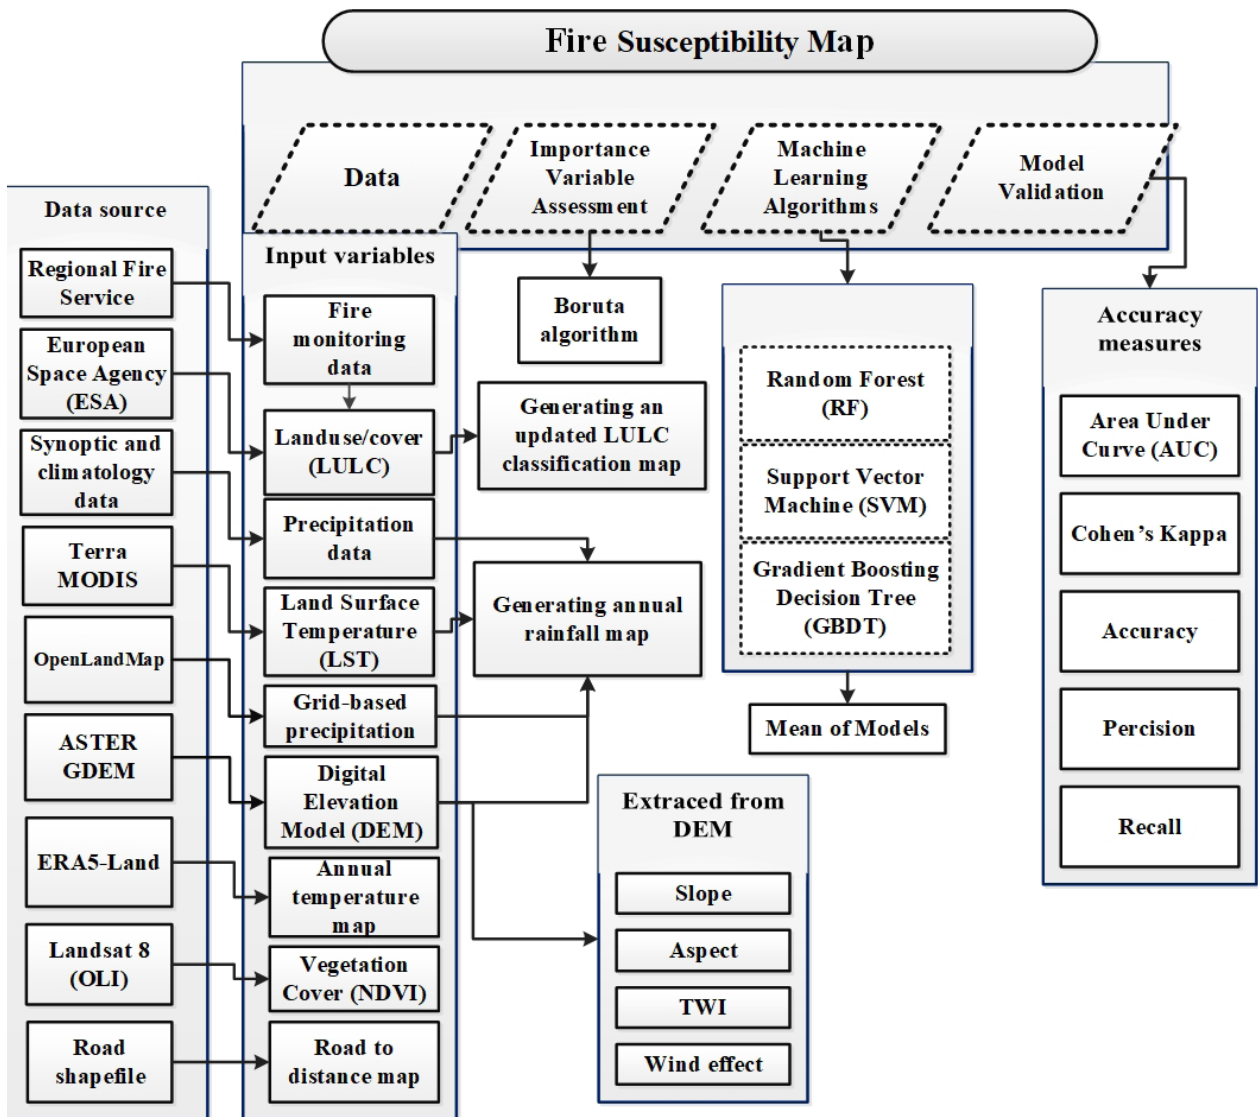 Fire Susceptibility Map
Data
Importance
Variable
Assessment
Machine
Learning
Algorithms
Model
Validation
Data source
Regional Fire
Service
European
Space Agency
(ESA)
Synoptic and
climatology
data
Terra
MODIS
OpenLandMap
ASTER
GDEM
ERA5-Land
Landsat 8
(OLI)
Road
shapefile
Input variables
Fire
monitoring
data
Landuse/cover
(LULC)
Precipitation
data
Land Surface
Temperature
(LST)
Grid-based
precipitation
Digital
Elevation
Model (DEM)
Annual
temperature
map
Vegetation
Cover (NDVI)
Road to
distance map
Boruta
algorithm
Generating an
updated LULC
classification map
Generating annual
rainfall map
Extraced from
DEM
Slope
Aspect
TWI
Wind effect
Random Forest
(RF)
Support Vector
Machine (SVM)
Gradient Boosting
Decision Tree
(GBDT)
Mean of Models
Accuracy
measures
Area Under
Curve (AUC)
Cohen's Kappa
Accuracy
Percision
Recall